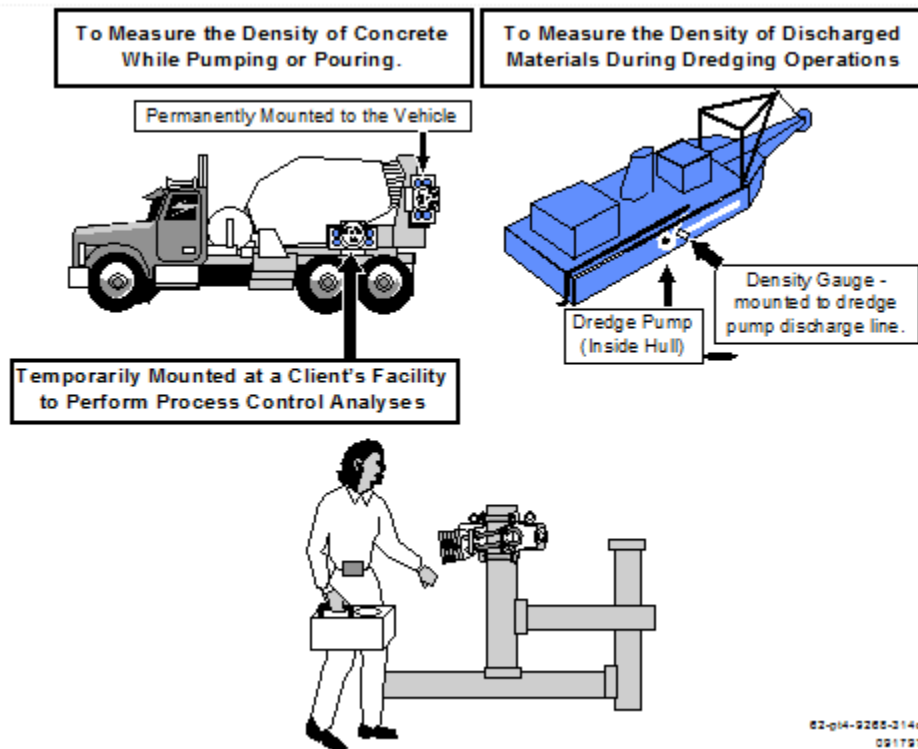 To Measure the Density of Concrete
While Pumping or Pouring.
To Measure the Density of Discharged
Materials During Dredging Operations
Permanently Mounted to the Vehicle
Density Gauge -
mounted to dredge
pump discharge line.
Dredge Pump
(Inside Hull)
Temporarily Mounted at a Client's Facility
to Perform Process Control Analyses